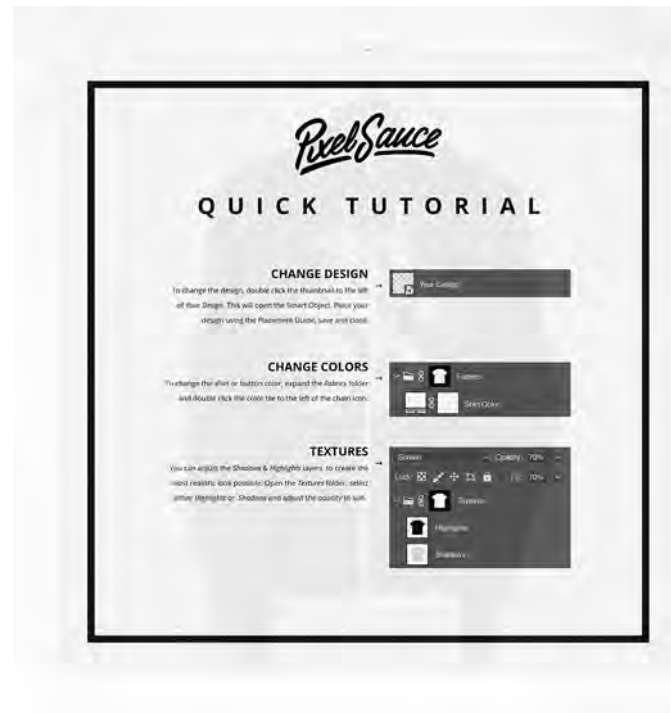 Pixel Sauce
QUICK TUTORIAL
CHANGE DESIGN
To change the design, double click the thumbnail to the left
of Your Design. This will open the Smart Object. Place your
design using the Placement Guide, save and close.
Your Design
CHANGE COLORS
To change the shirt or button color, expand the Fabrics folder
and double click the color tile to the left of the chain icon.
Fabrics
Shirt Color
TEXTURES
You can adjust the Shadows & Highlights layers, to create the
most realistic look possible. Open the Textures folder, select
either Highlights or Shadows and adjust the opacity to suit.
Screen Opacity: 70%
Lock: Fill: 70%
Textures
Highlights
Shadows